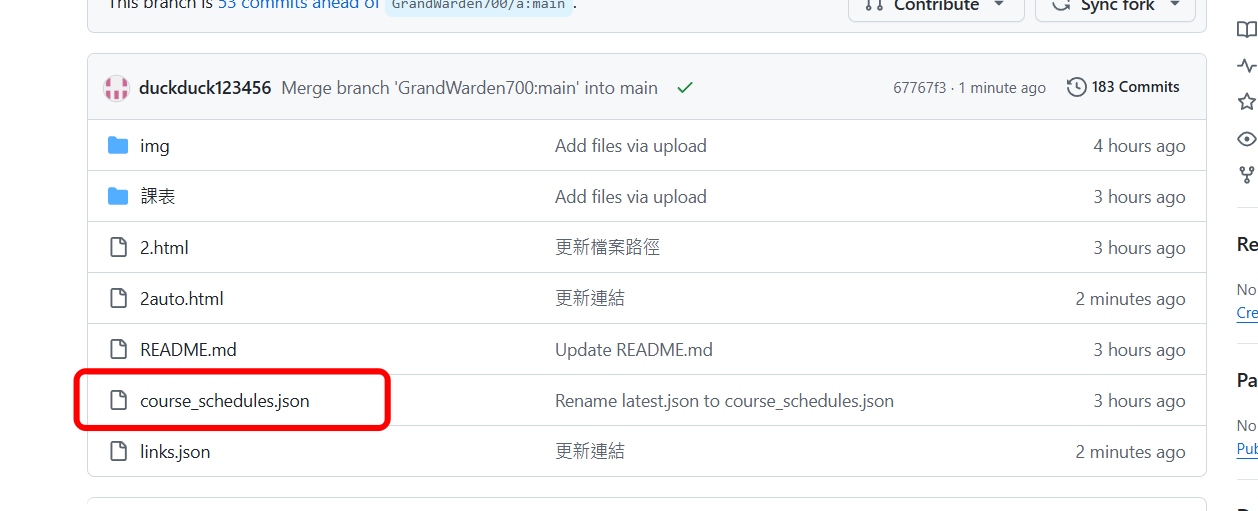 This branch is 53 commits ahead of GrandWarden700/a:main .
Contribute
Sync fork
duckduck123456 Merge branch 'GrandWarden700:main' into main
67767f3 · 1 minute ago
183 Commits
img Add files via upload 4 hours ago
課表 Add files via upload 3 hours ago
2.html 更新檔案路徑 3 hours ago
2auto.html 更新連結 2 minutes ago
README.md Update README.md 3 hours ago
course_schedules.json Rename latest.json to course_schedules.json 3 hours ago
links.json 更新連結 2 minutes ago
Re
No
Cre
Pa
No
Pub